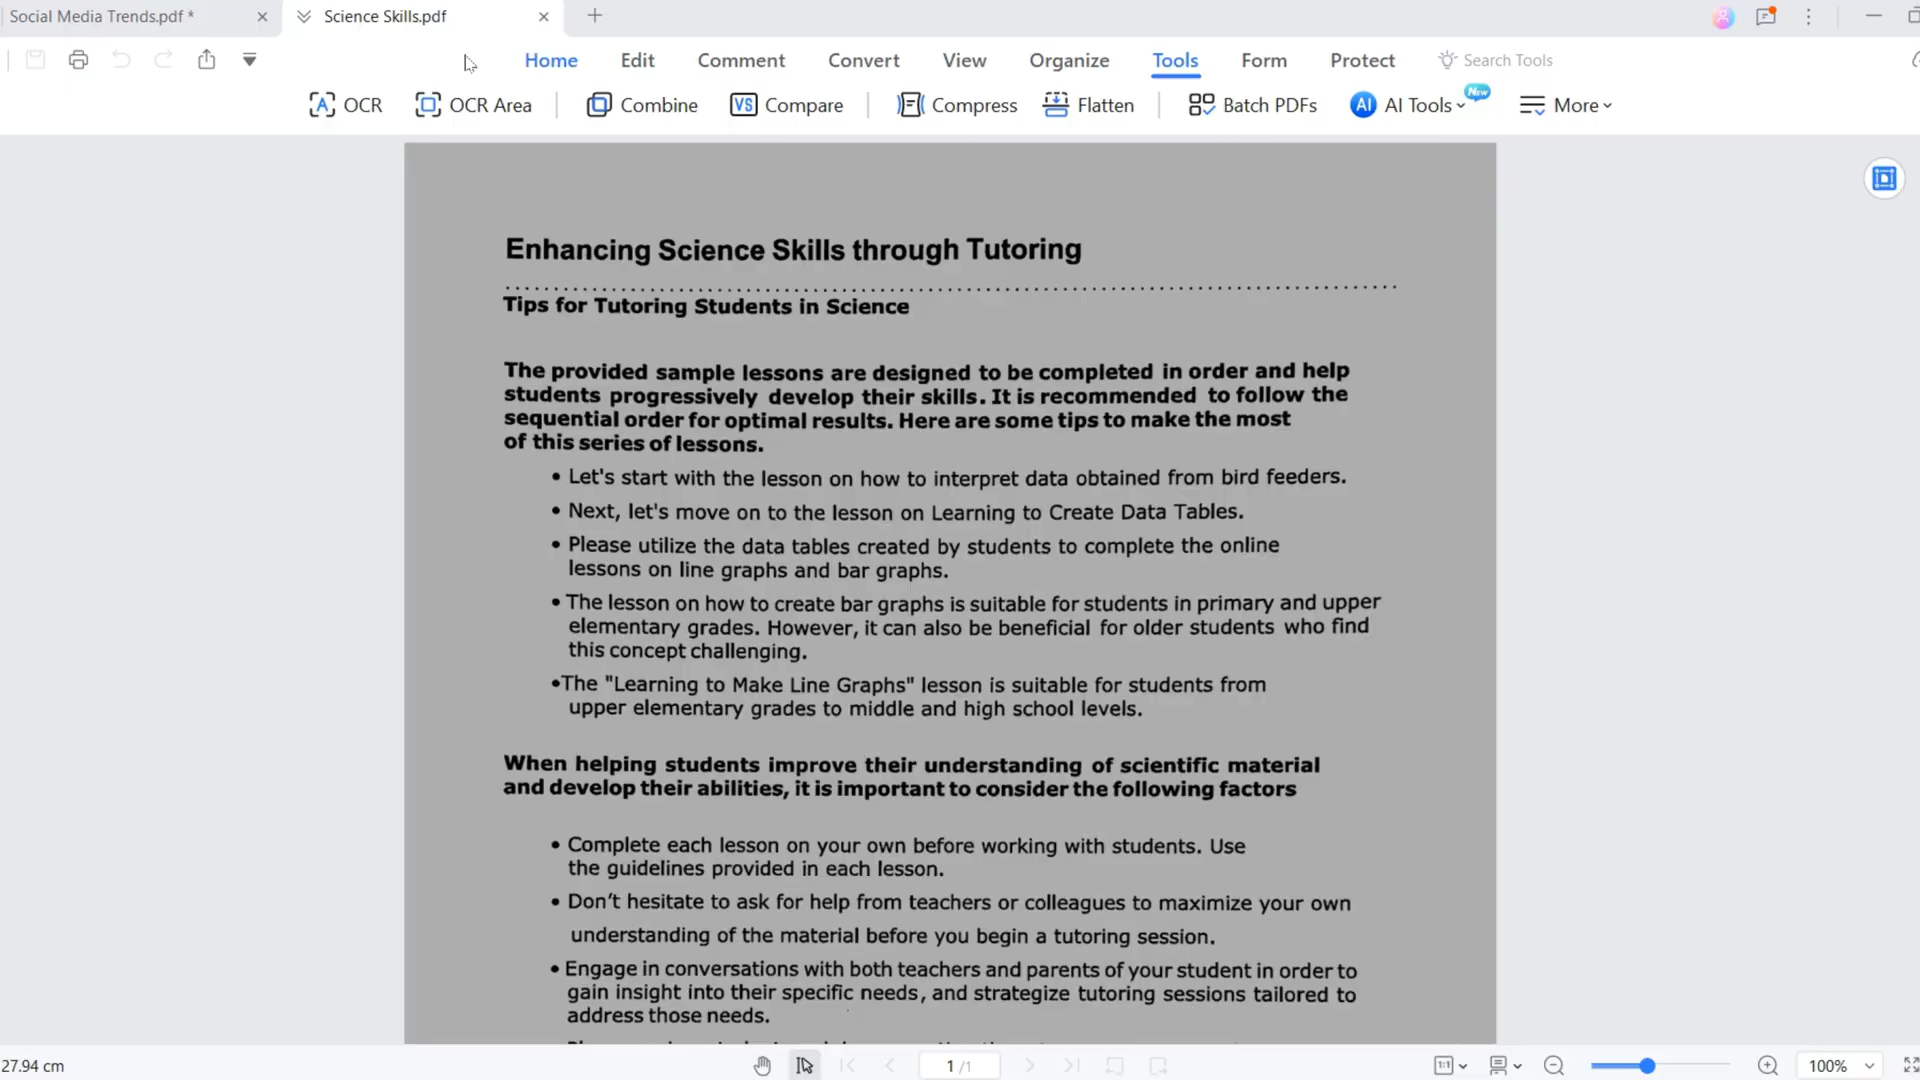 Social Media Trends.pdf *
Science Skills.pdf
Home Edit Comment Convert View Organize Tools Form Protect Search Tools
OCR OCR Area Combine VS Compare Compress Flatten Batch PDFs AI AI Tools New More
Enhancing Science Skills through Tutoring
Tips for Tutoring Students in Science
The provided sample lessons are designed to be completed in order and help
students progressively develop their skills. It is recommended to follow the
sequential order for optimal results. Here are some tips to make the most
of this series of lessons.
• Let's start with the lesson on how to interpret data obtained from bird feeders.
• Next, let's move on to the lesson on Learning to Create Data Tables.
• Please utilize the data tables created by students to complete the online
lessons on line graphs and bar graphs.
• The lesson on how to create bar graphs is suitable for students in primary and upper
elementary grades. However, it can also be beneficial for older students who find
this concept challenging.
•The "Learning to Make Line Graphs" lesson is suitable for students from
upper elementary grades to middle and high school levels.
When helping students improve their understanding of scientific material
and develop their abilities, it is important to consider the following factors
• Complete each lesson on your own before working with students. Use
the guidelines provided in each lesson.
• Don't hesitate to ask for help from teachers or colleagues to maximize your own
understanding of the material before you begin a tutoring session.
• Engage in conversations with both teachers and parents of your student in order to
gain insight into their specific needs, and strategize tutoring sessions tailored to
address those needs.
27.94 cm
1 /1
1:1
100%